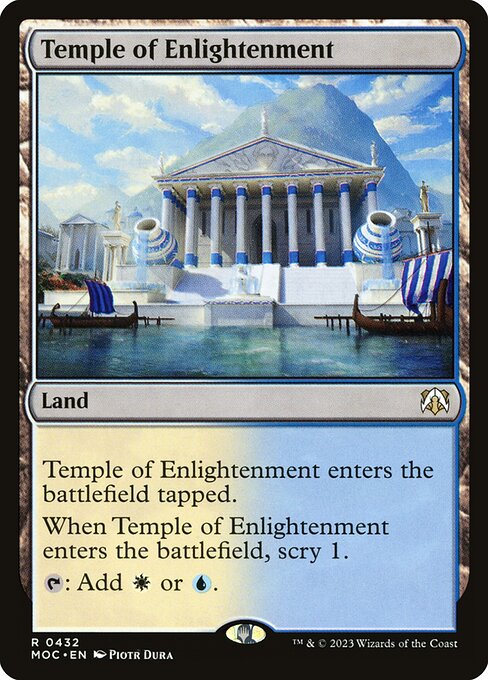 Temple of Enlightenment
Land
Temple of Enlightenment enters the
battlefield tapped.
When Temple of Enlightenment
enters the battlefield, scry 1.
: Add or .
R 0432
MOC • EN Piotr Dura
™ & © 2023 Wizards of the Coast